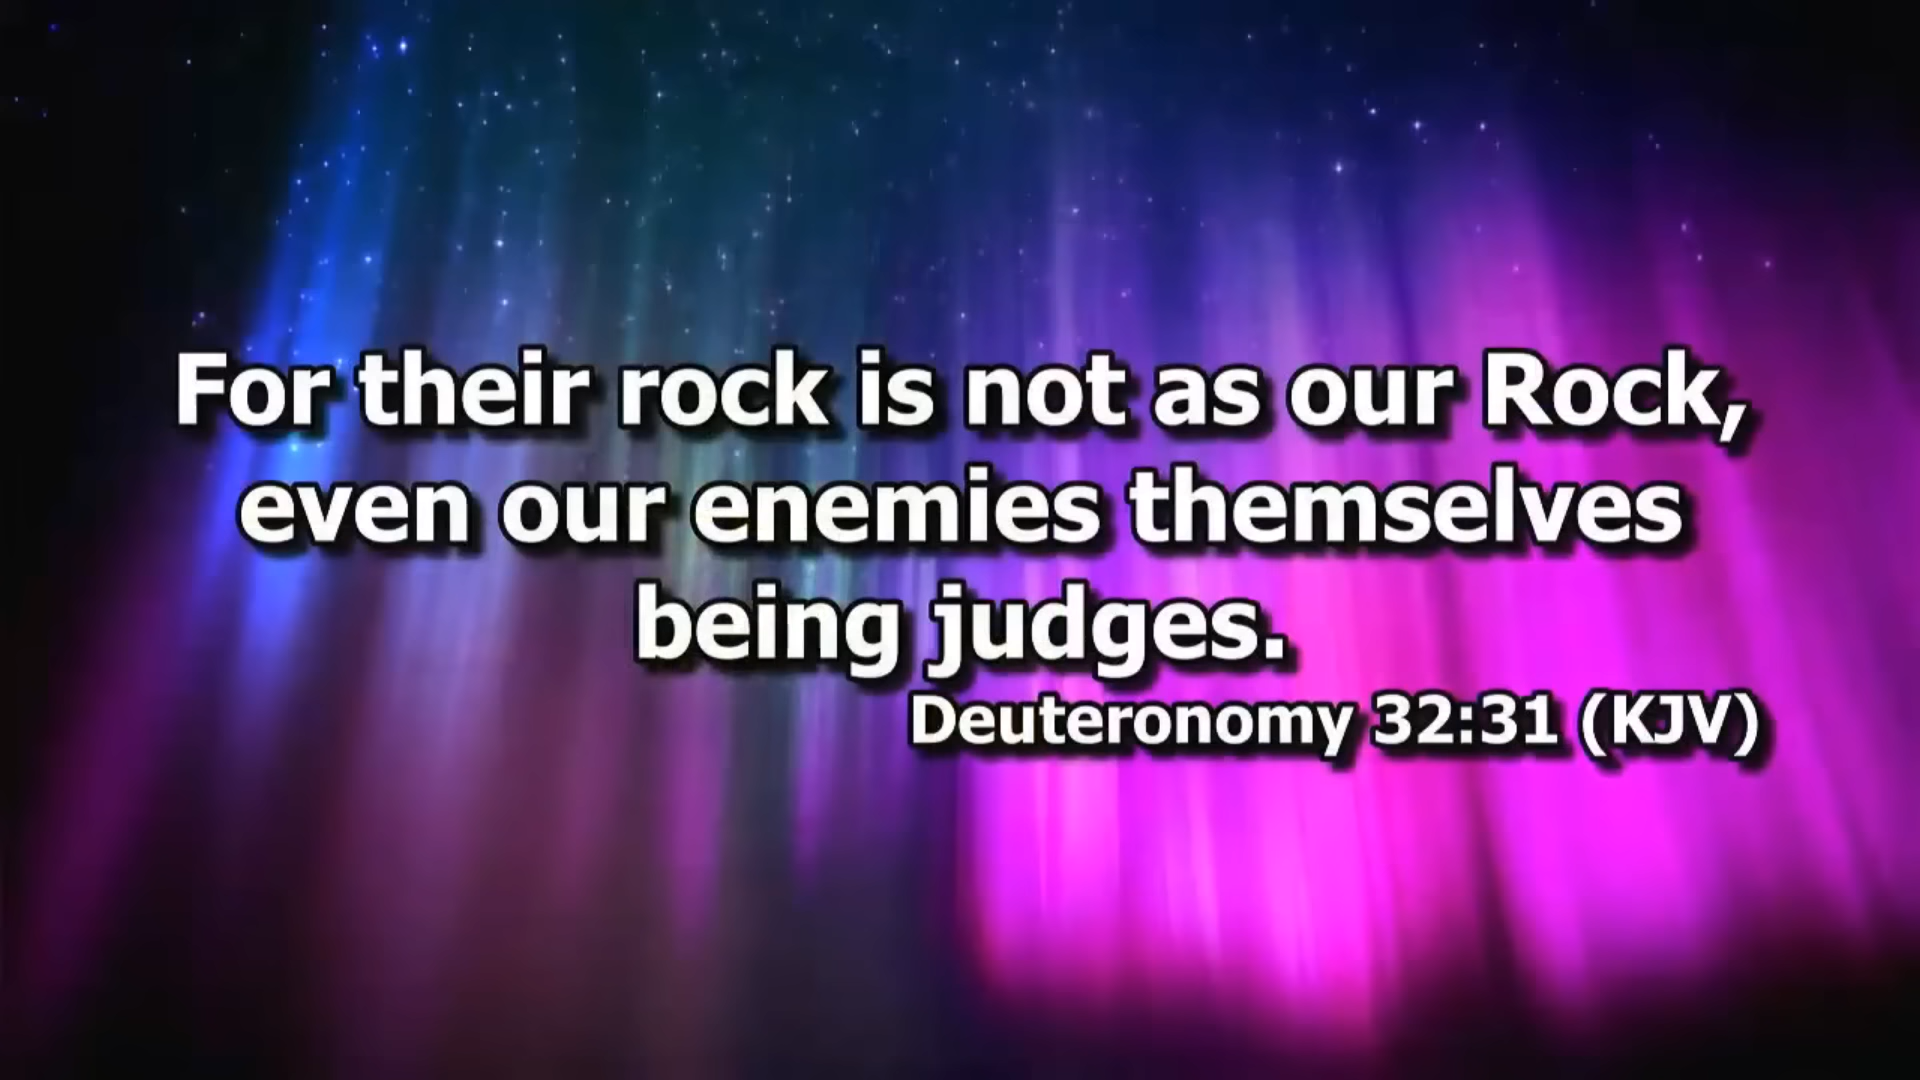 For their rock is not as our Rock,
even our enemies themselves
being judges.
Deuteronomy 32:31 (KJV)